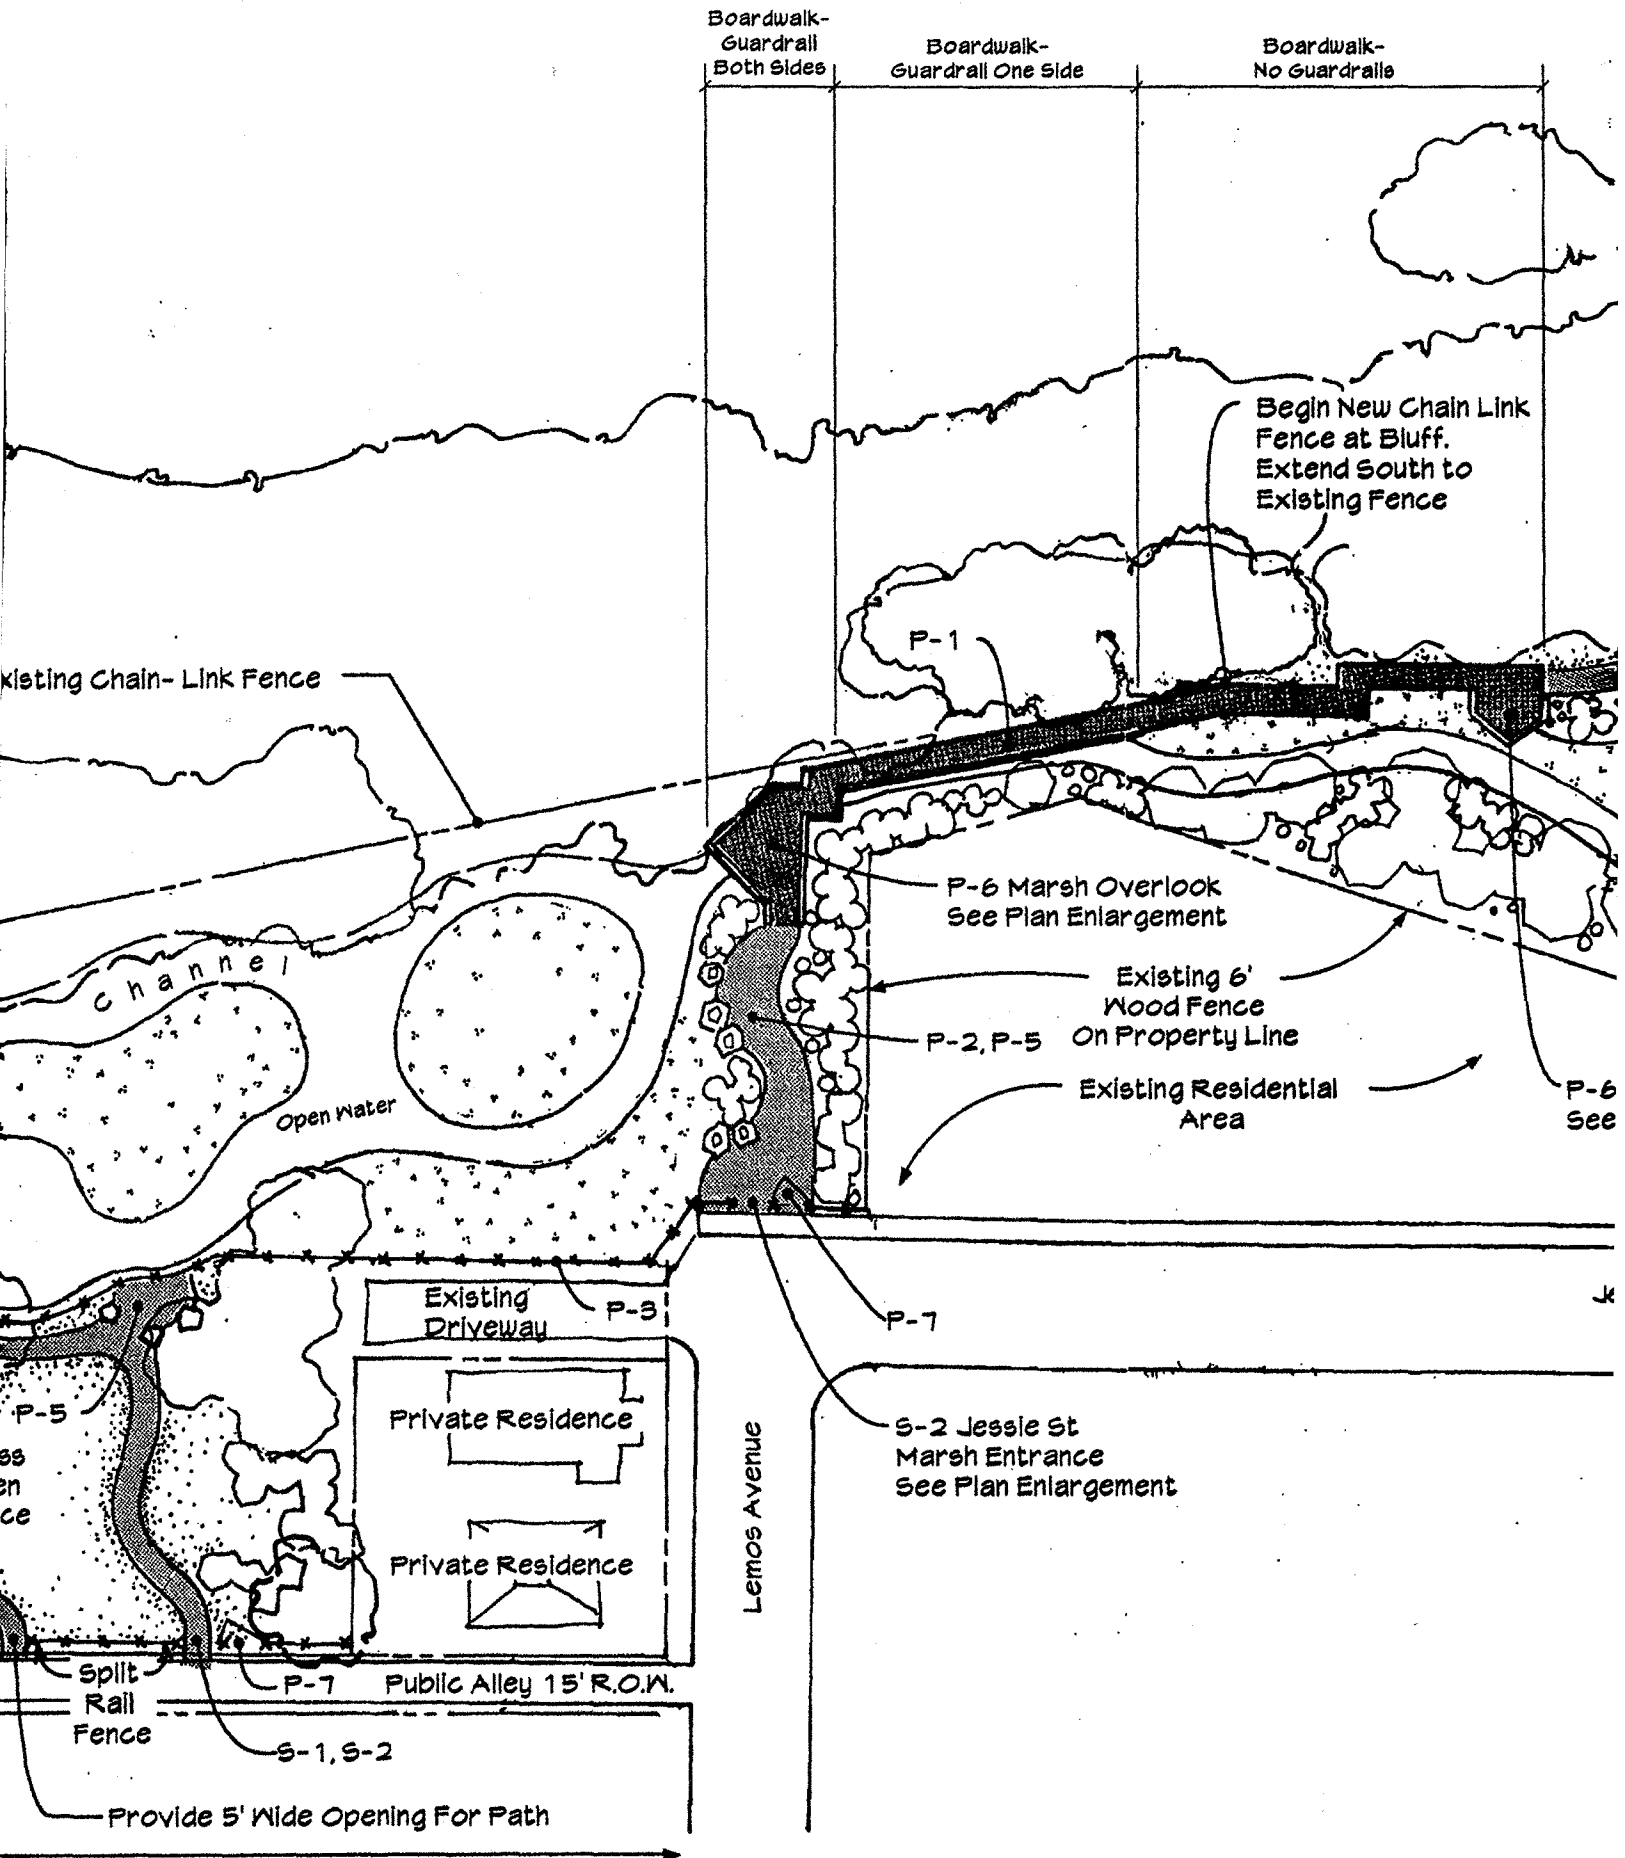 Boardwalk-
Guardrail
Both Sides
Boardwalk-
Guardrail One Side
Boardwalk-
No Guardrails
Begin New Chain Link
Fence at Bluff.
Extend South to
Existing Fence
P-1
xisting Chain-Link Fence
P-6 Marsh Overlook
See Plan Enlargement
Channel
Existing 6'
Wood Fence
On Property Line
P-2, P-5
Open Water
Existing Residential
Area
P-6
See
Existing
Driveway
P-3
P-7
Je
P-5
Private Residence
S-2 Jessie St
Marsh Entrance
See Plan Enlargement
ss
en
ce
Lemos Avenue
Private Residence
Split
Rail
Fence
P-7
Public Alley 15' R.O.W.
S-1, S-2
Provide 5' Wide Opening For Path